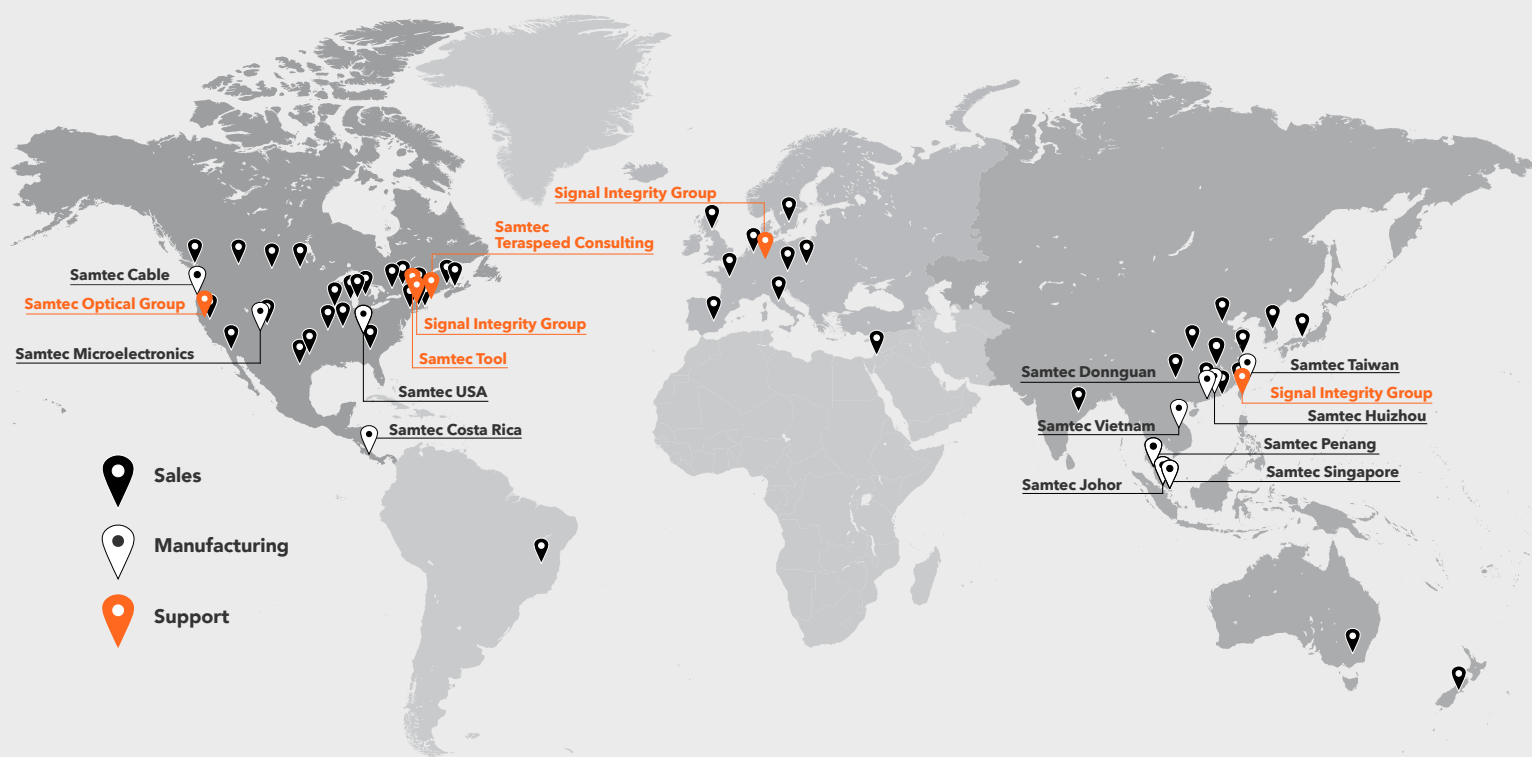 Signal Integrity Group
Samtec
Teraspeed Consulting
Samtec Cable
Samtec Optical Group
Signal Integrity Group
Samtec Microelectronics
Samtec Tool
Samtec USA
Samtec Costa Rica
Samtec Donnguan
Samtec Taiwan
Signal Integrity Group
Samtec Huizhou
Samtec Vietnam
Samtec Penang
Samtec Singapore
Samtec Johor
Sales
Manufacturing
Support